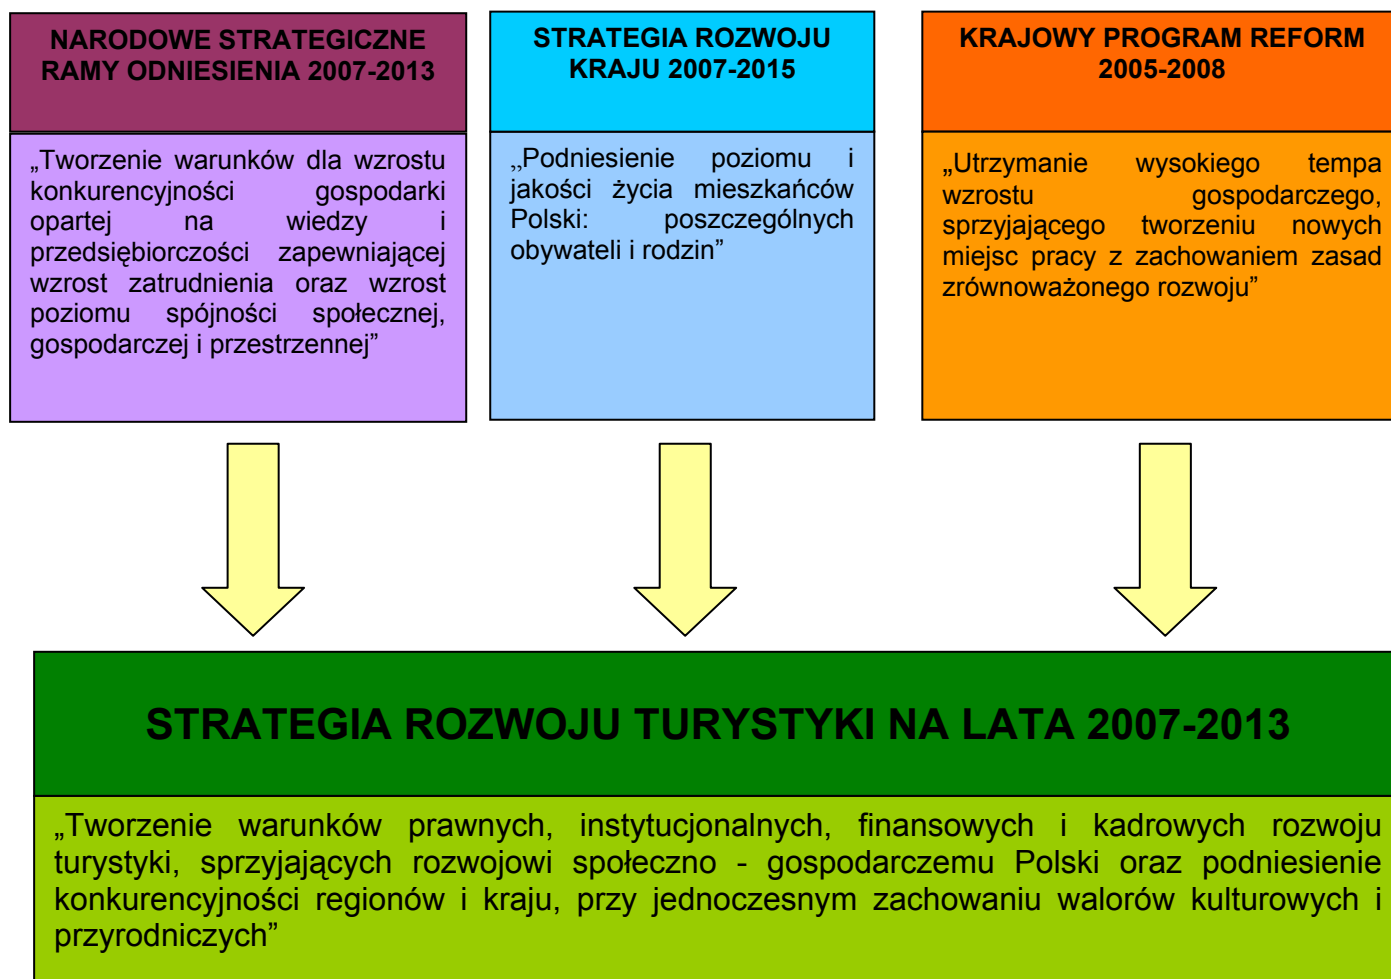 NARODOWE STRATEGICZNE
RAMY ODNIESIENIA 2007-2013
„Tworzenie warunków dla wzrostu
konkurencyjności gospodarki
opartej na wiedzy i
przedsiębiorczości zapewniającej
wzrost zatrudnienia oraz wzrost
poziomu spójności społecznej,
gospodarczej i przestrzennej”
STRATEGIA ROZWOJU
KRAJU 2007-2015
„Podniesienie poziomu i
jakości życia mieszkańców
Polski: poszczególnych
obywateli i rodzin”
KRAJOWY PROGRAM REFORM
2005-2008
„Utrzymanie wysokiego tempa
wzrostu gospodarczego,
sprzyjającego tworzeniu nowych
miejsc pracy z zachowaniem zasad
zrównoważonego rozwoju”
STRATEGIA ROZWOJU TURYSTYKI NA LATA 2007-2013
„Tworzenie warunków prawnych, instytucjonalnych, finansowych i kadrowych rozwoju
turystyki, sprzyjających rozwojowi społeczno - gospodarczemu Polski oraz podniesienie
konkurencyjności regionów i kraju, przy jednoczesnym zachowaniu walorów kulturowych i
przyrodniczych”